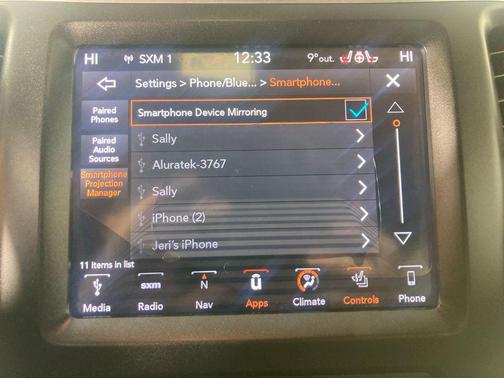 HI SXM 1 12:33 9°out. HI
Settings > Phone/Blue... > Smartphone...
Smartphone Device Mirroring
Paired
Phones
Sally
Paired
Audio
Sources
Aluratek-3767
Smartphone
Projection
Manager
Sally
iPhone (2)
Jeri's iPhone
11 items in list
sxm N u
Media Radio Nav Apps Climate Controls Phone